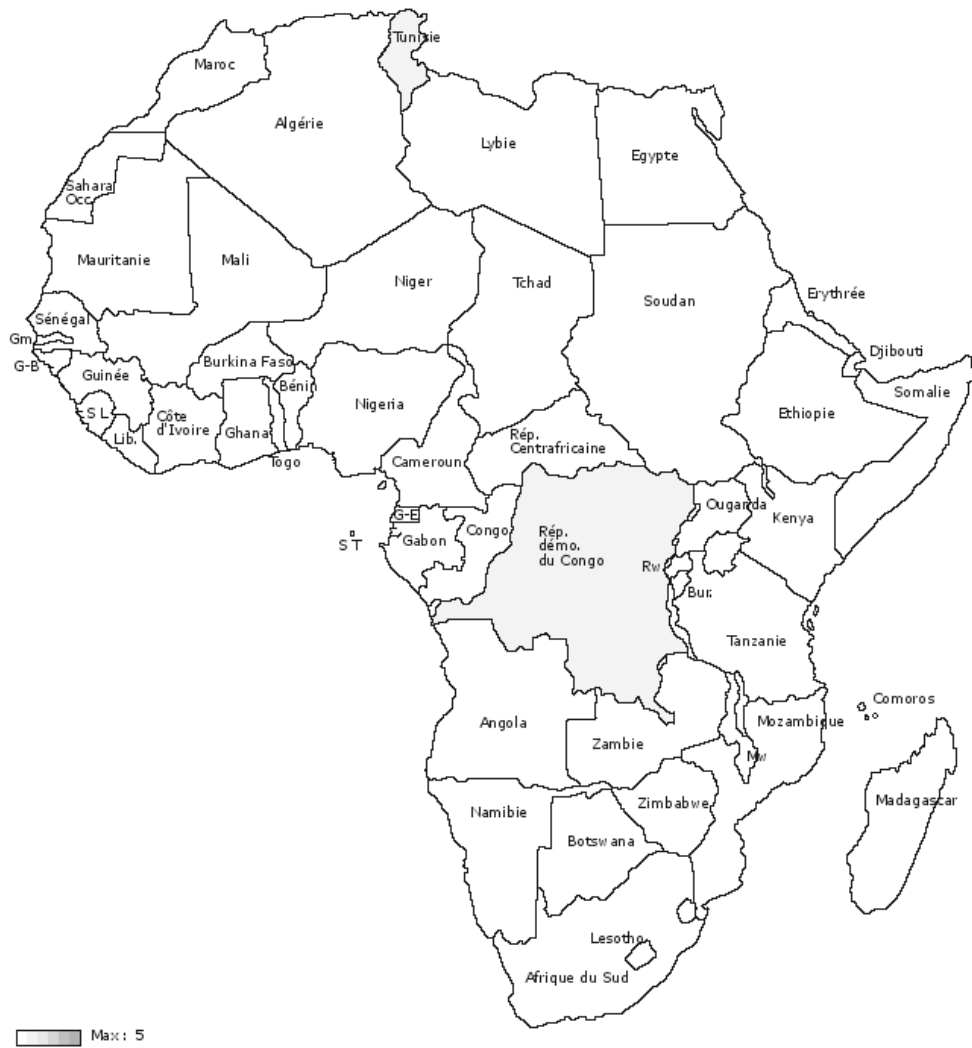 Tunisie
Maroc
Algérie
Lybie
Egypte
Sahara
Occ.
Mauritanie
Mali
Niger
Tchad
Soudan
Erythrée
Sénégal
Gm.
G-B
Guinée
Burkina Faso
Bénin
Djibouti
Somalie
S L
Lib.
Côte
d'Ivoire
Ghana
Togo
Nigeria
Ethiopie
Rép.
Centrafricaine
Cameroun
G-E
S T
Gabon
Congo
Rép.
démo.
du Congo
Ouganda
Kenya
Rw.
Bur.
Tanzanie
Comoros
Angola
Zambie
Mozambique
Mw
Madagascar
Namibie
Zimbabwe
Botswana
Lesotho
Afrique du Sud
Max: 5